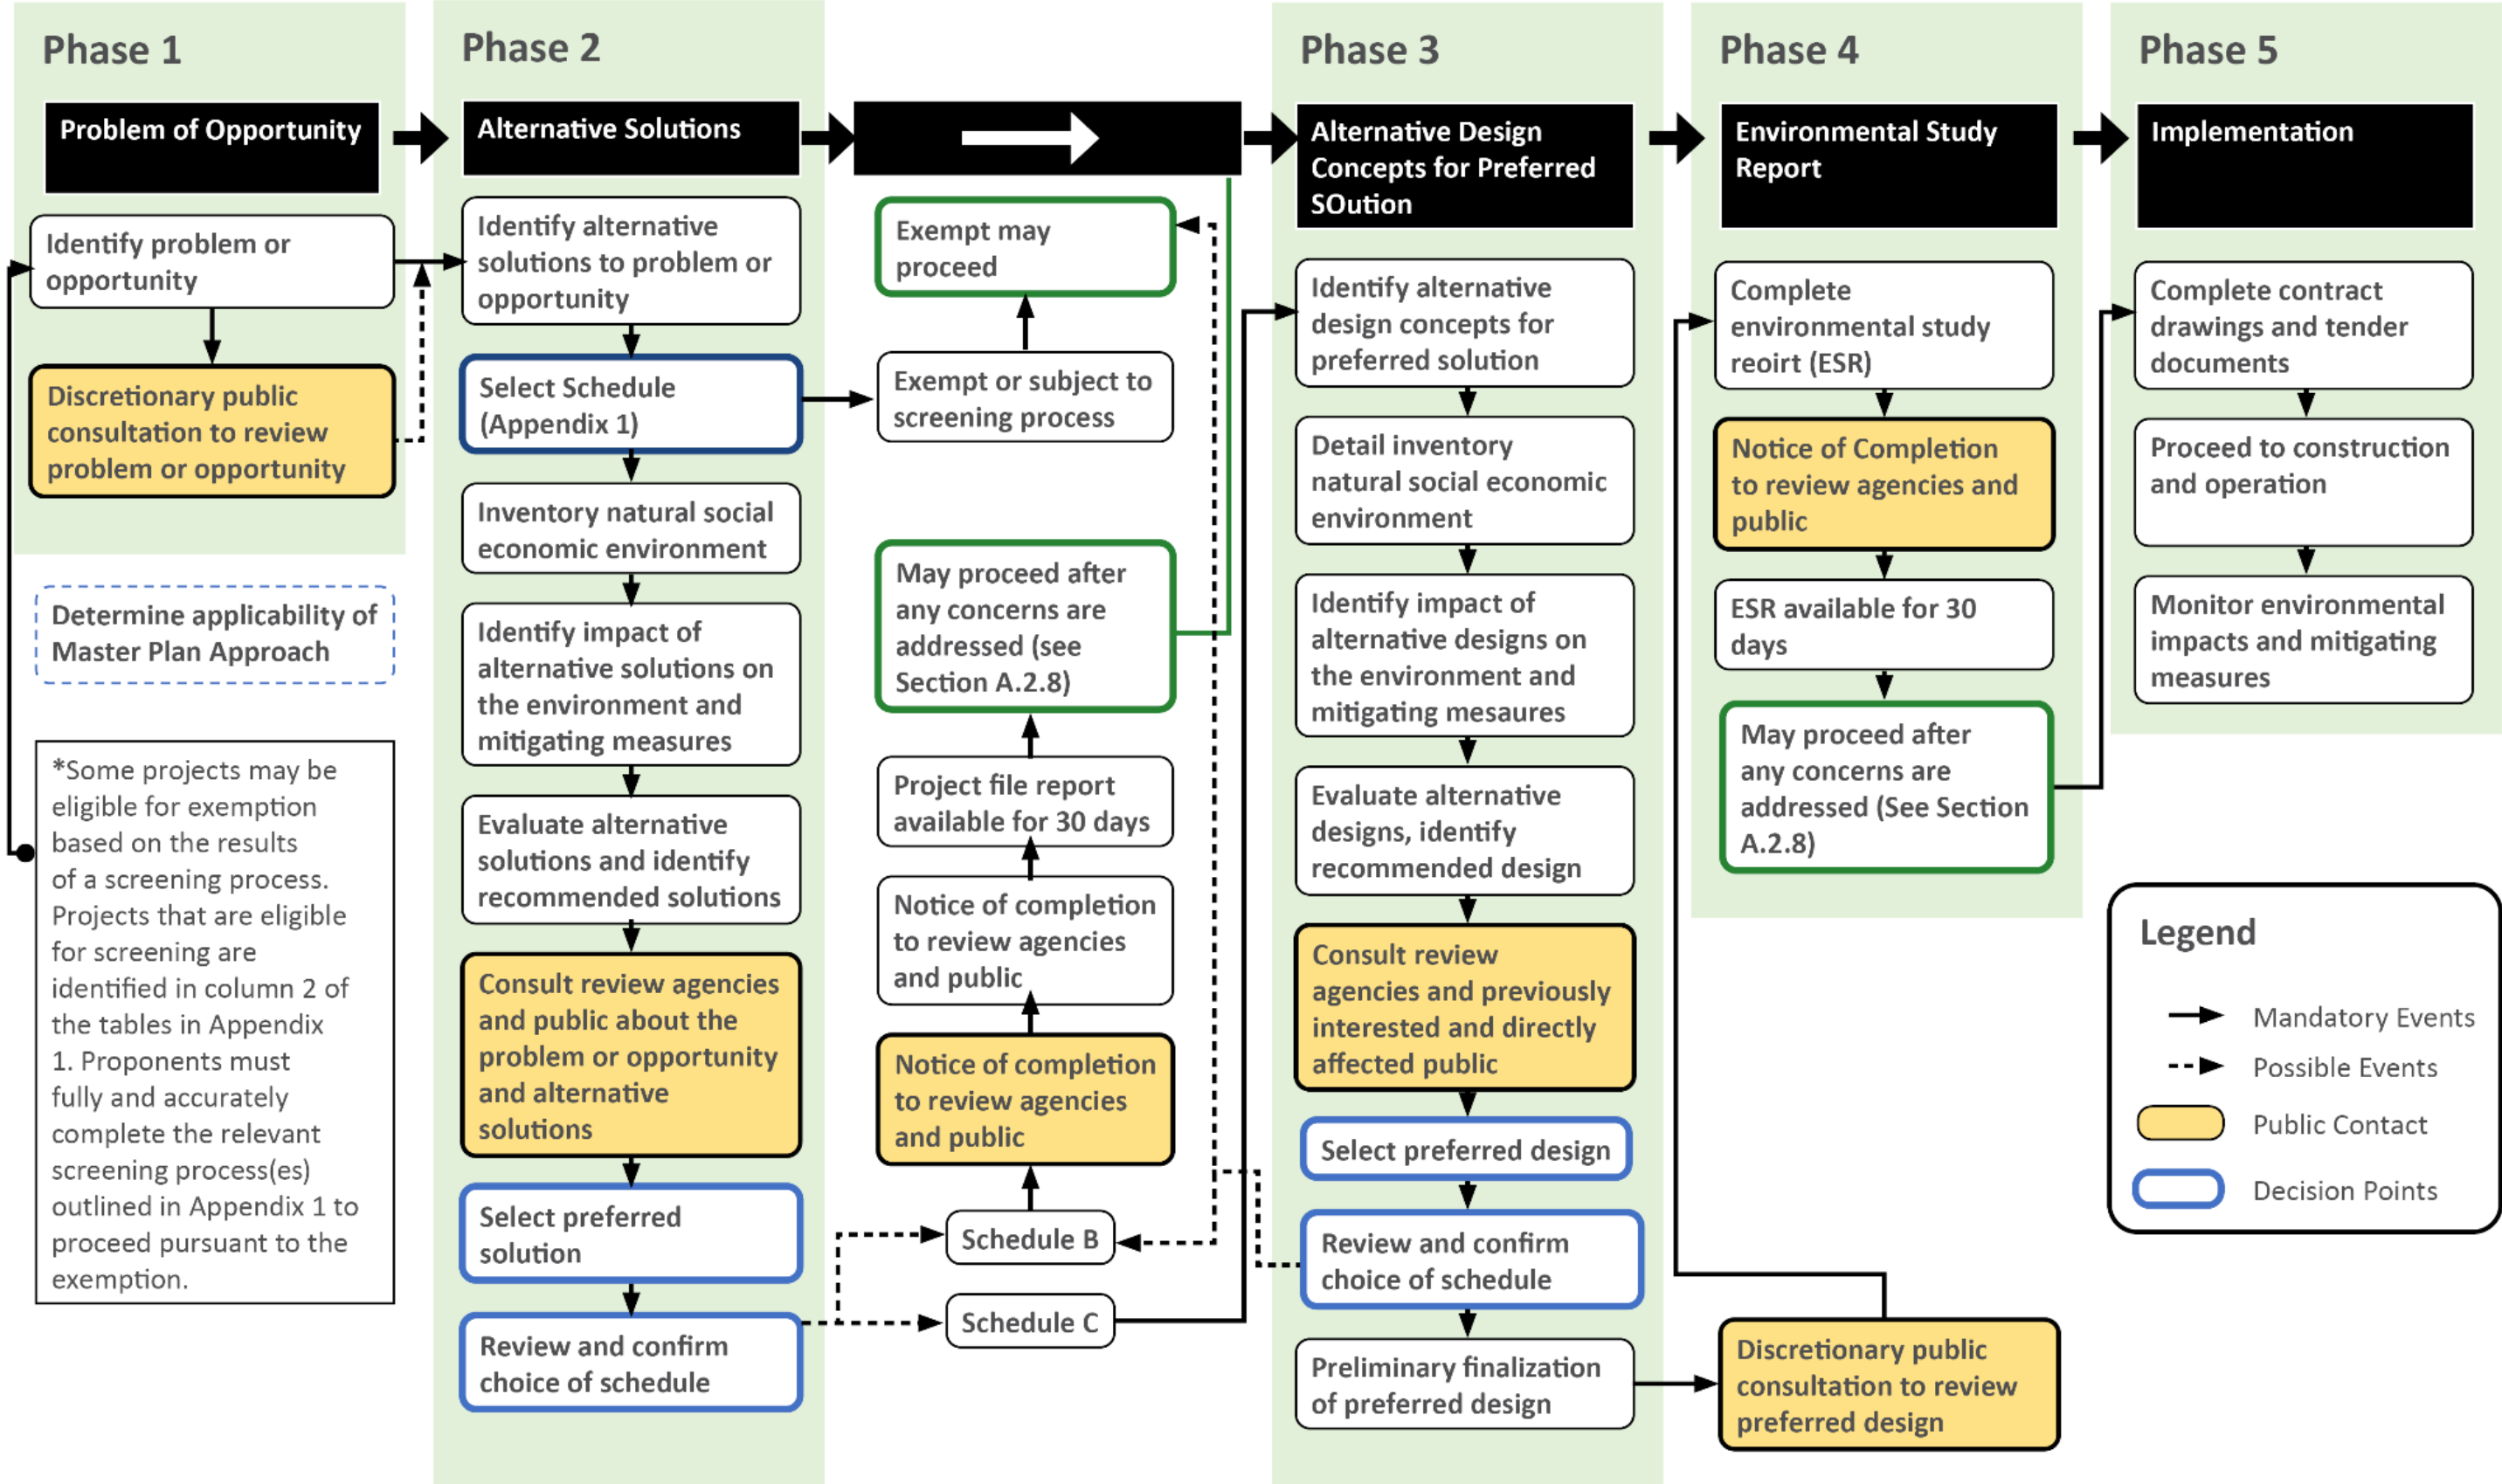 Phase 1
Problem of Opportunity
Identify problem or
opportunity
Discretionary public
consultation to review
problem or opportunity
Determine applicability of
Master Plan Approach
*Some projects may be
eligible for exemption
based on the results
of a screening process.
Projects that are eligible
for screening are
identified in column 2 of
the tables in Appendix
1. Proponents must
fully and accurately
complete the relevant
screening process(es)
outlined in Appendix 1 to
proceed pursuant to the
exemption.
Phase 2
Alternative Solutions
Identify alternative
solutions to problem or
opportunity
Select Schedule
(Appendix 1)
Inventory natural social
economic environment
Identify impact of
alternative solutions on
the environment and
mitigating measures
Evaluate alternative
solutions and identify
recommended solutions
Consult review agencies
and public about the
problem or opportunity
and alternative
solutions
Select preferred
solution
Review and confirm
choice of schedule
Exempt may
proceed
Exempt or subject to
screening process
May proceed after
any concerns are
addressed (see
Section A.2.8)
Project file report
available for 30 days
Notice of completion
to review agencies
and public
Notice of completion
to review agencies
and public
Schedule B
Schedule C
Phase 3
Alternative Design
Concepts for Preferred
SOution
Identify alternative
design concepts for
preferred solution
Detail inventory
natural social economic
environment
Identify impact of
alternative designs on
the environment and
mitigating mesaures
Evaluate alternative
designs, identify
recommended design
Consult review
agencies and previously
interested and directly
affected public
Select preferred design
Review and confirm
choice of schedule
Preliminary finalization
of preferred design
Phase 4
Environmental Study
Report
Complete
environmental study
reoirt (ESR)
Notice of Completion
to review agencies and
public
ESR available for 30
days
May proceed after
any concerns are
addressed (See Section
A.2.8)
Discretionary public
consultation to review
preferred design
Phase 5
Implementation
Complete contract
drawings and tender
documents
Proceed to construction
and operation
Monitor environmental
impacts and mitigating
measures
Legend
Mandatory Events
Possible Events
Public Contact
Decision Points